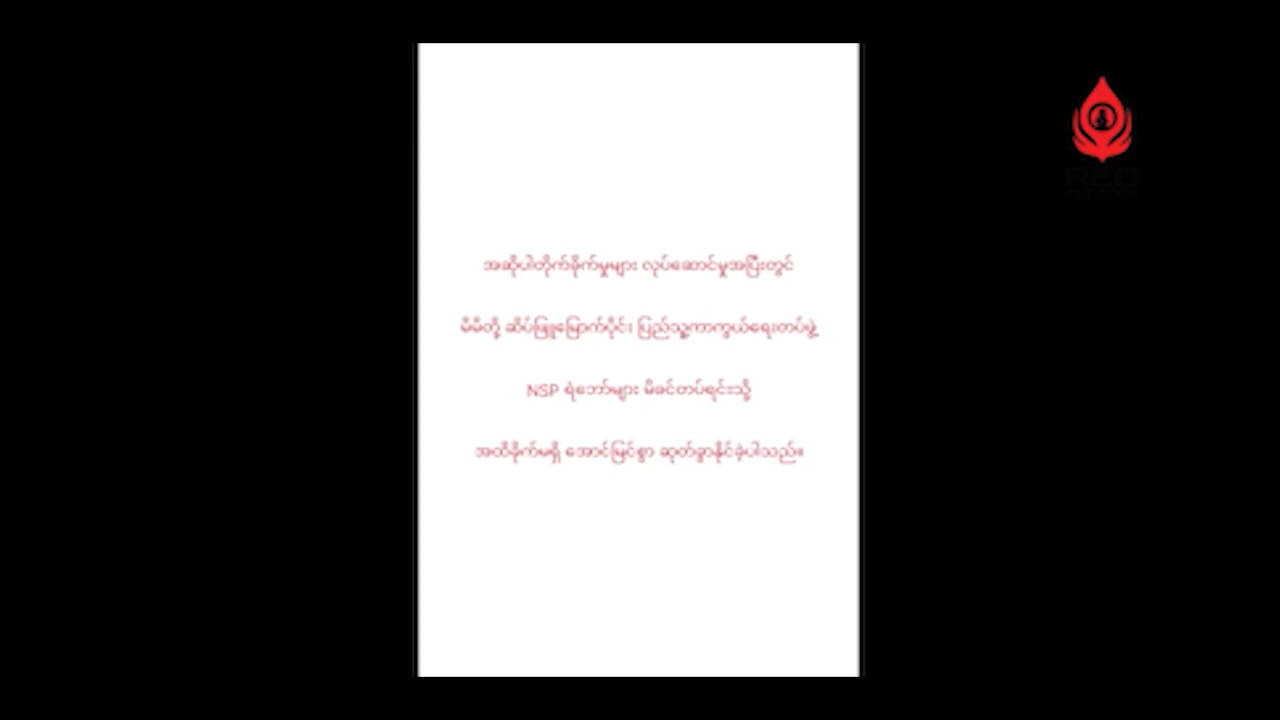 အဆိုပါတိုက်ခိုက်မှုများ လုပ်ဆောင်မှုအပြီးတွင်
မိမိတို့ ဆိပ်ဖြူမြောက်ပိုင်း ပြည်သူ့ကာကွယ်ရေးတပ်ဖွဲ့
NSP ရဲဘော်များ မိခင်တပ်ရင်းသို့
အထိခိုက်မရှိ အောင်မြင်စွာ ဆုတ်ခွာနိုင်ခဲ့ပါသည်။
RED